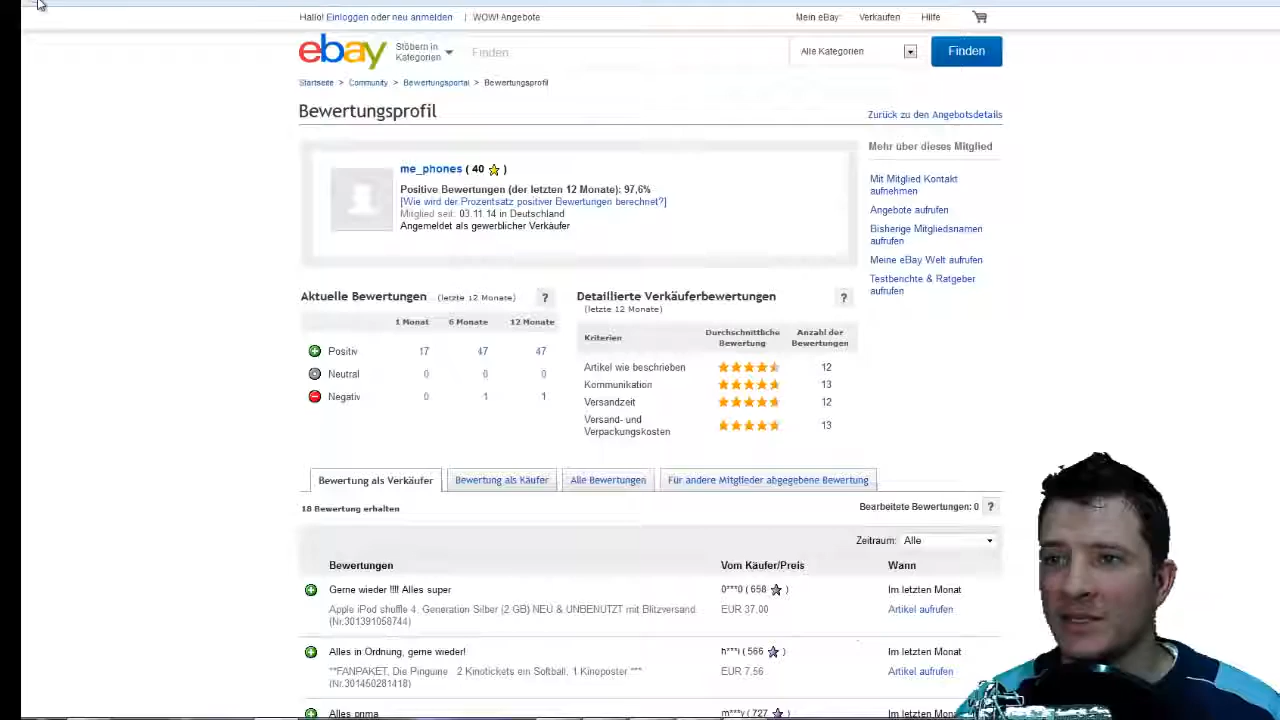 Hallo! Einloggen oder neu anmelden | WOW! Angebote Mein eBay Verkaufen Hilfe
ebay Stöbern in Kategorien Finden Alle Kategorien Finden
Startseite > Community > Bewertungsportal > Bewertungsprofil
Bewertungsprofil
Zurück zu den Angebotsdetails
me_phones ( 40 )
Positive Bewertungen (der letzten 12 Monate): 97,6%
[Wie wird der Prozentsatz positiver Bewertungen berechnet?]
Mitglied seit: 03.11.14 in Deutschland
Angemeldet als gewerblicher Verkäufer
Mehr über dieses Mitglied
Mit Mitglied Kontakt
aufnehmen
Angebote aufrufen
Bisherige Mitgliedsnamen
aufrufen
Meine eBay Welt aufrufen
Testberichte & Ratgeber
aufrufen
Aktuelle Bewertungen (letzte 12 Monate) ?
1 Monat 6 Monate 12 Monate
Positiv 17 47 47
Neutral 0 0 0
Negativ 0 1 1
Detaillierte Verkäuferbewertungen ?
(letzte 12 Monate)
Kriterien Durchschnittliche Bewertung Anzahl der Bewertungen
Artikel wie beschrieben 12
Kommunikation 13
Versandzeit 12
Versand- und
Verpackungskosten 13
Bewertung als Verkäufer Bewertung als Käufer Alle Bewertungen Für andere Mitglieder abgegebene Bewertung
18 Bewertung erhalten Bearbeitete Bewertungen: 0 ?
Zeitraum: Alle
Bewertungen Vom Käufer/Preis Wann
Gerne wieder !!!! Alles super 0***0 ( 658 ) Im letzten Monat
Apple iPod shuffle 4. Generation Silber (2 GB) NEU & UNBENUTZT mit Blitzversand EUR 37,00 Artikel aufrufen
(Nr.301391058744)
Alles in Ordnung, gerne wieder! h***i ( 566 ) Im letzten Monat
**FANPAKET, Die Pinguine 2 Kinotickets ein Softball, 1 Kinoposter *** EUR 7,56 Artikel aufrufen
(Nr.301450281418)
Alles prima m***y ( 727 ) Im letzten Monat